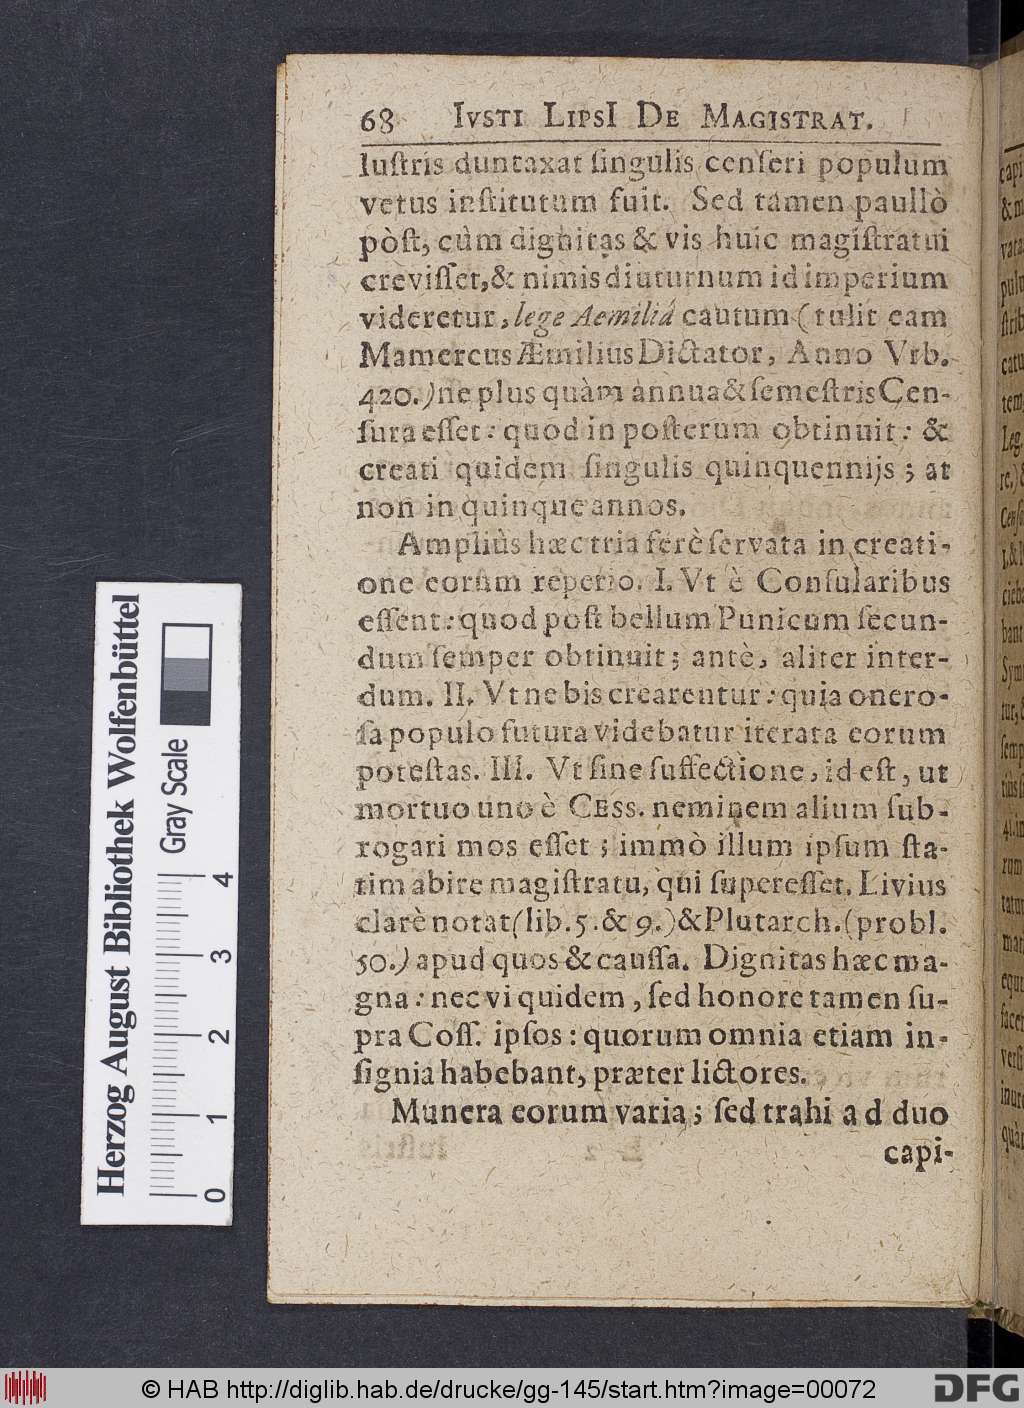 68 IVSTI LIPSI DE MAGISTRAT.
luſtris duntaxat ſingulis cenſeri populum
vetus inſtitutum fuit. Sed tamen paullò
pòſt, cùm dignitas & vis huic magiſtratui
creviſſet, & nimis diuturnum id imperium
videretur, lege Aemiliâ cautum (tulit eam
Mamercus Æmilius Dictator, Anno Vrb.
420.) ne plus quàm annua & ſemeſtris Cen-
ſura eſſet: quod in poſterum obtinuit: &
creati quidem ſingulis quinquennijs; at
non in quinque annos.
Ampliùs hæc tria ferè ſervata in creati-
one eorum reperio. I. Vt è Conſularibus
eſſent: quod poſt bellum Punicum ſecun-
dum ſemper obtinuit; antè, aliter inter-
dum. II. Vt ne bis crearentur: quia onero-
ſa populo futura videbatur iterata eorum
poteſtas. III. Vt ſine ſuffectione, id eſt, ut
mortuo uno è CESS. neminem alium ſub-
rogari mos eſſet; immò illum ipſum ſta-
tim abire magiſtratu, qui ſupereſſet. Livius
clarè notat (lib. 5. & 9.) & Plutarch. (probl.
50.) apud quos & cauſſa. Dignitas hæc ma-
gna: nec vi quidem, ſed honore tamen ſu-
pra Coſſ. ipſos: quorum omnia etiam in-
ſignia habebant, præter lictores.
Munera eorum varia; ſed trahi ad duo
capi-
Herzog August Bibliothek Wolfenbüttel
Gray Scale
0 1 2 3 4
© HAB http://diglib.hab.de/drucke/gg-145/start.htm?image=00072
DFG